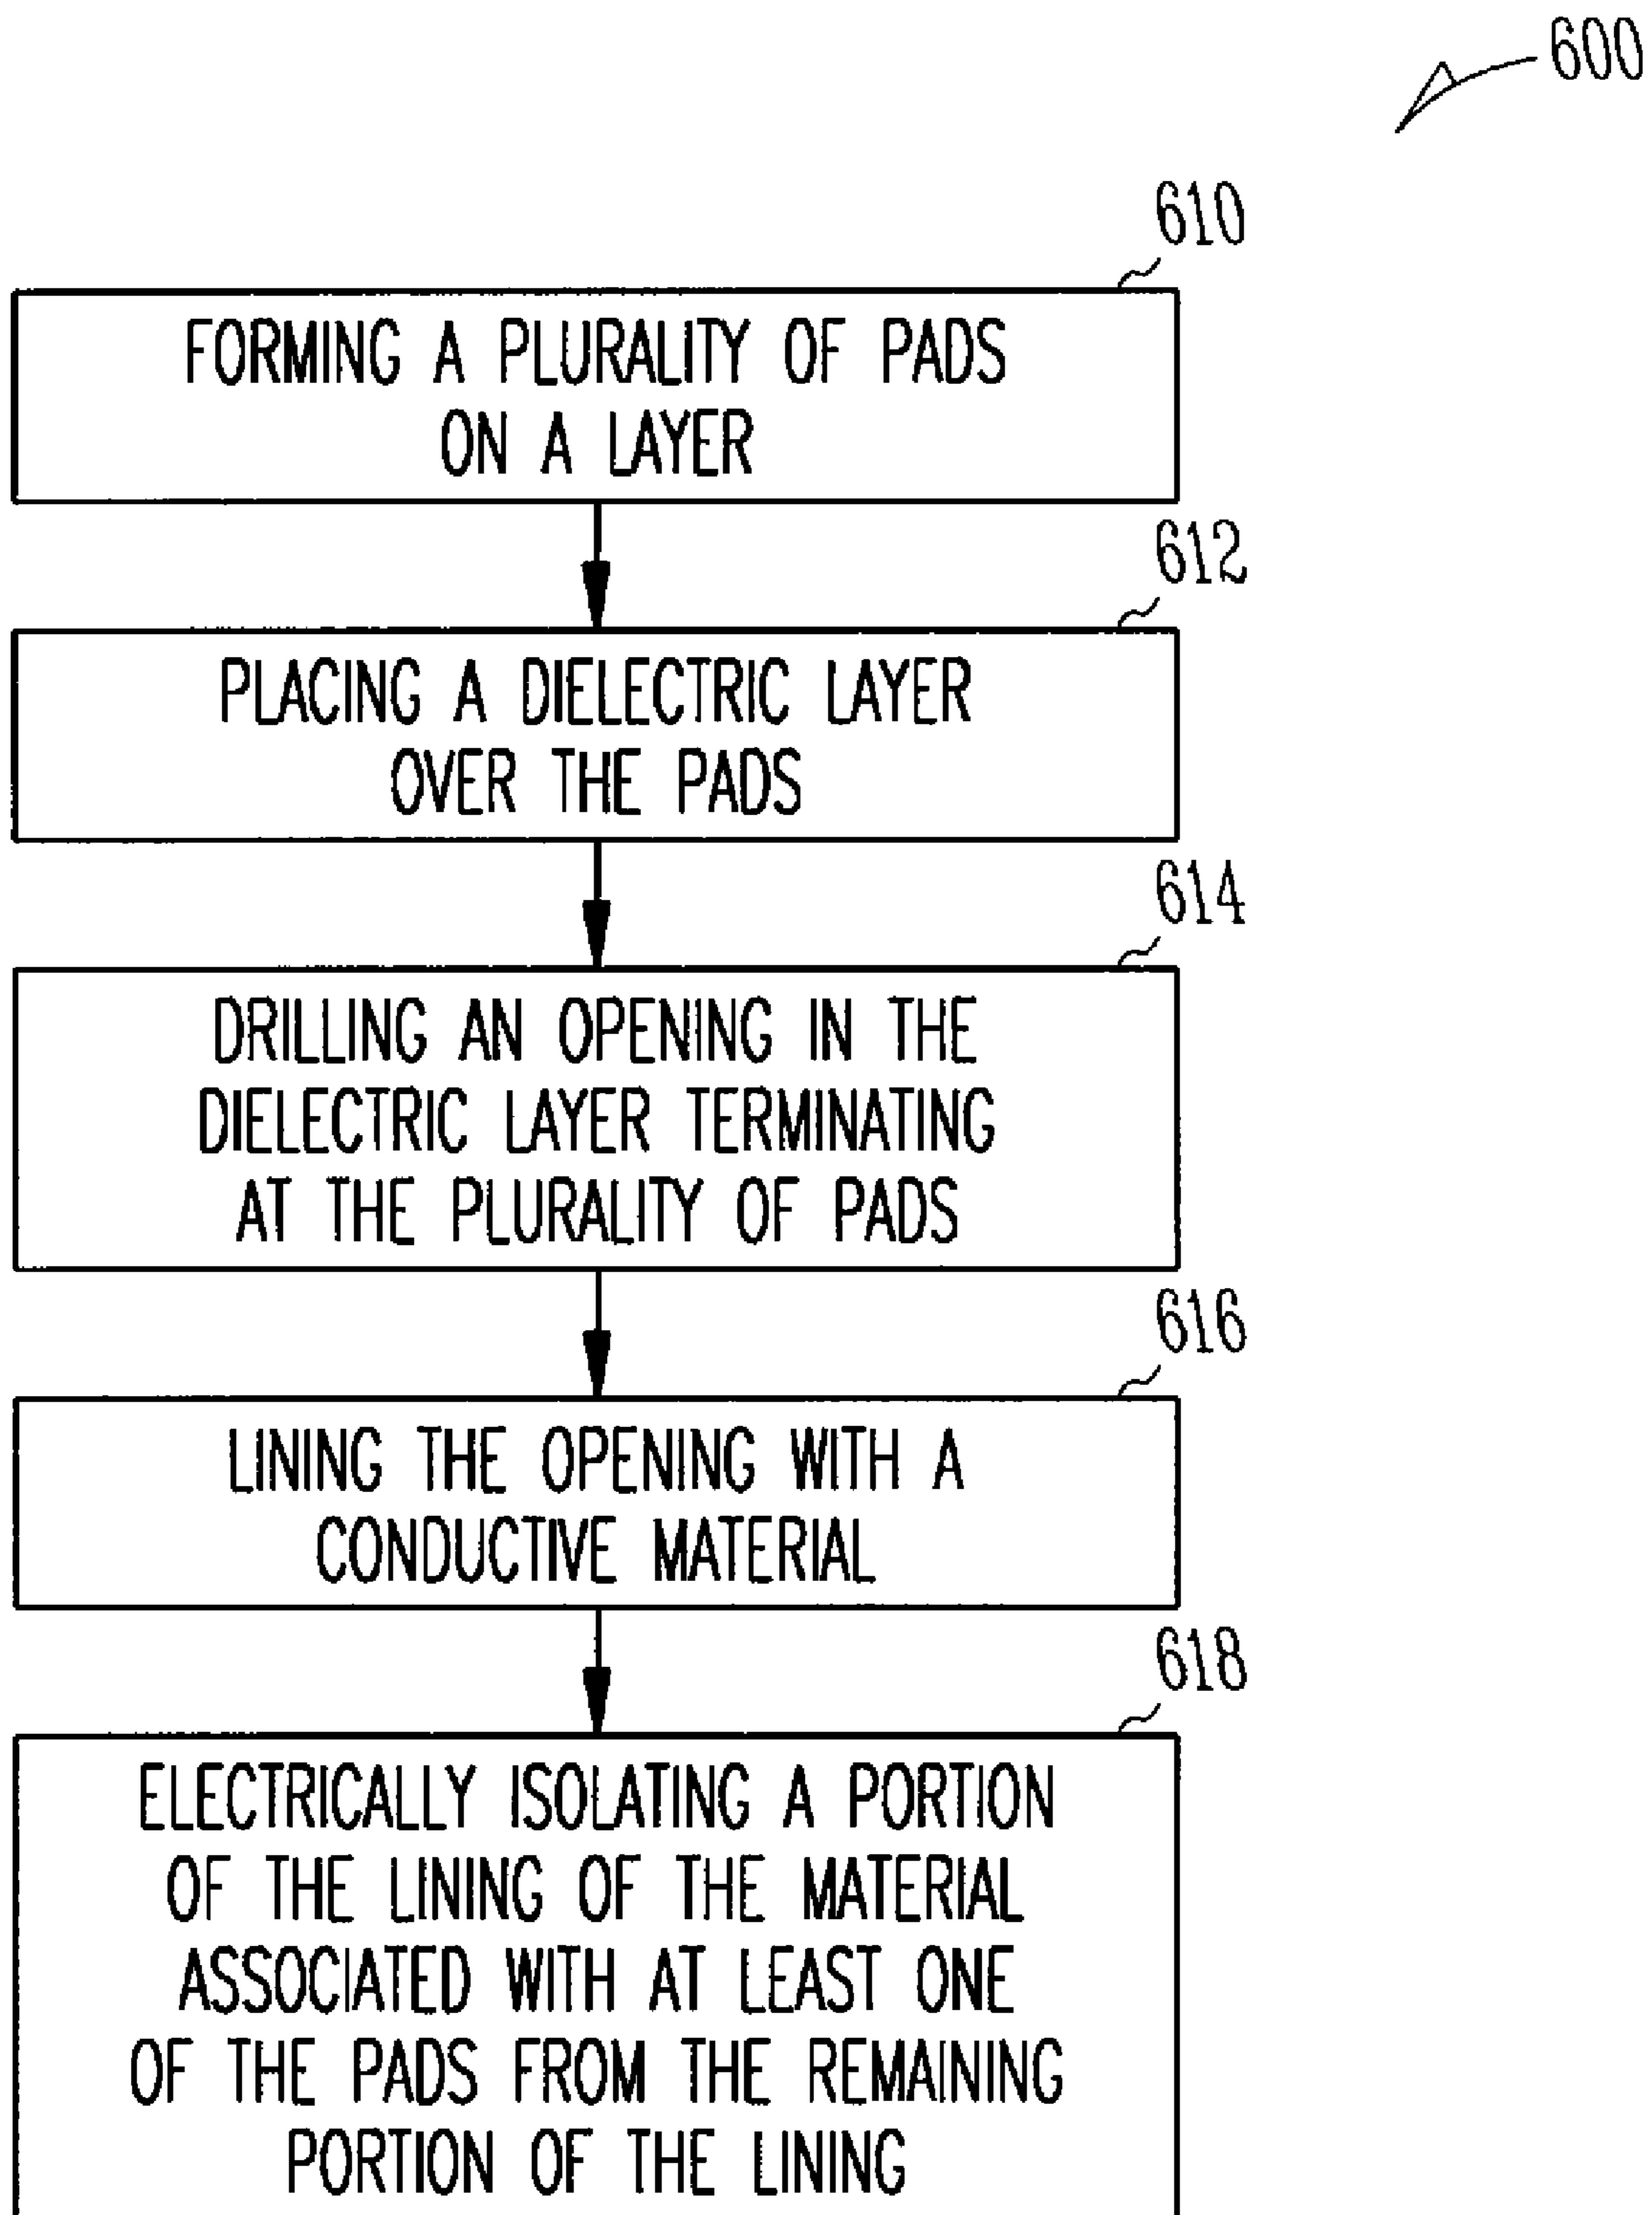 600
610
FORMING A PLURALITY OF PADS
ON A LAYER
612
PLACING A DIELECTRIC LAYER
OVER THE PADS
614
DRILLING AN OPENING IN THE
DIELECTRIC LAYER TERMINATING
AT THE PLURALITY OF PADS
616
LINING THE OPENING WITH A
CONDUCTIVE MATERIAL
618
ELECTRICALLY ISOLATING A PORTION
OF THE LINING OF THE MATERIAL
ASSOCIATED WITH AT LEAST ONE
OF THE PADS FROM THE REMAINING
PORTION OF THE LINING